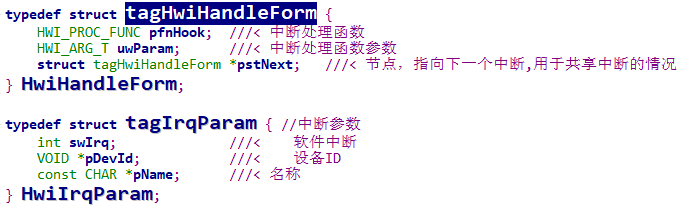 typedef struct tagHwiHandleForm {
    HWI_PROC_FUNC pfnHook;  ///< 中断处理函数
    HWI_ARG_T uwParam;      ///< 中断处理函数参数
    struct tagHwiHandleForm *pstNext;   ///< 节点，指向下一个中断,用于共享中断的情况
} HwiHandleForm;

typedef struct tagIrqParam { //中断参数
    int swIrq;              ///<    软件中断
    VOID *pDevId;           ///<    设备ID
    const CHAR *pName;      ///< 名称
} HwiIrqParam;